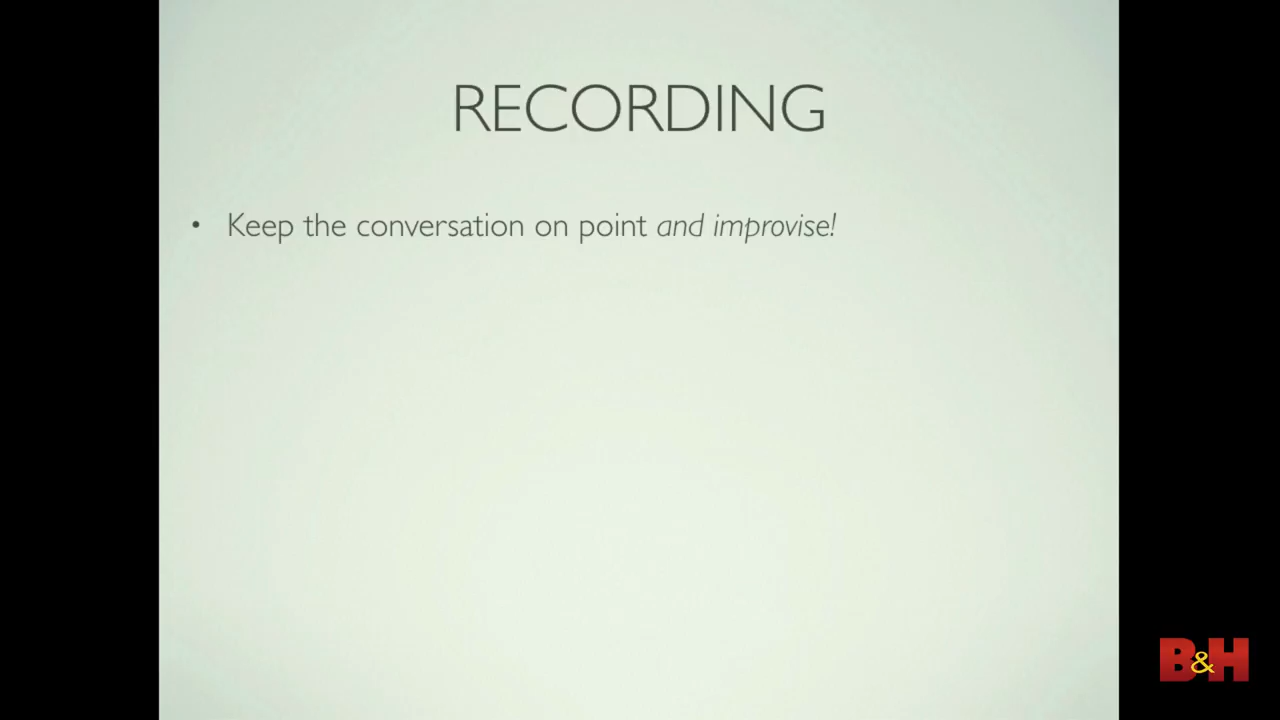 RECORDING
• Keep the conversation on point and improvise!
B&H